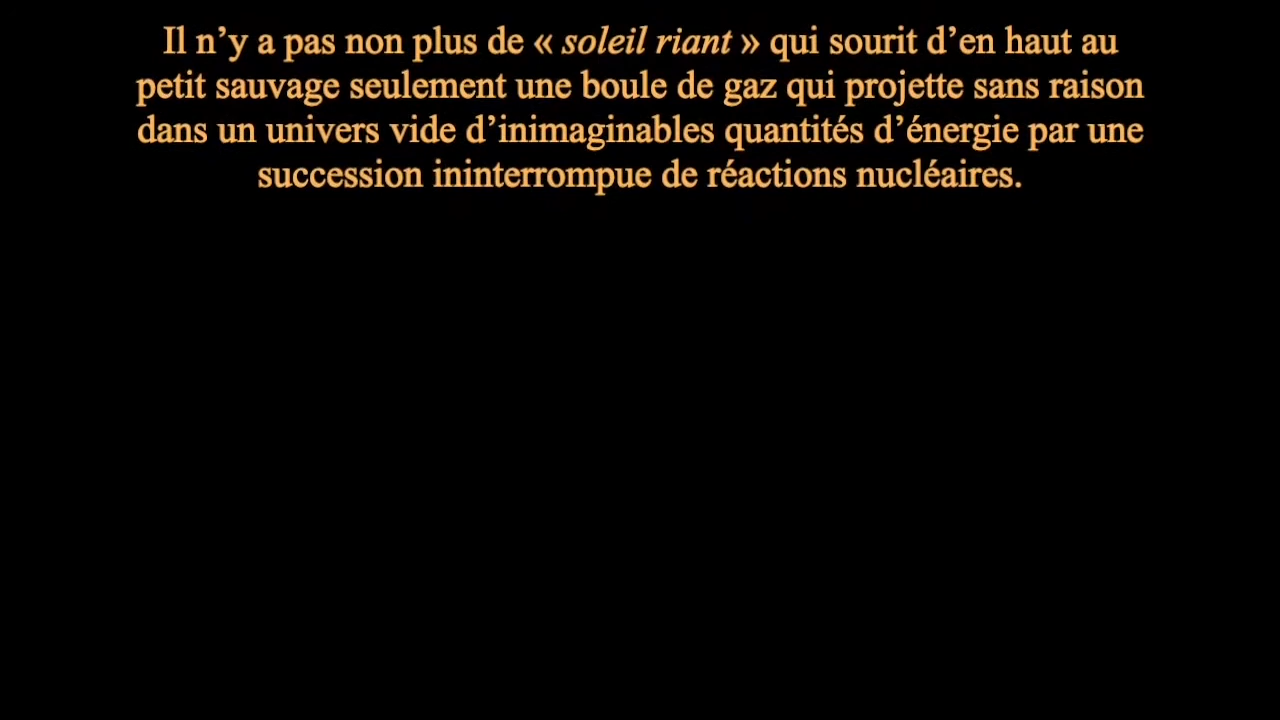 Il n’y a pas non plus de « soleil riant » qui sourit d’en haut au
petit sauvage seulement une boule de gaz qui projette sans raison
dans un univers vide d’inimaginables quantités d’énergie par une
succession ininterrompue de réactions nucléaires.